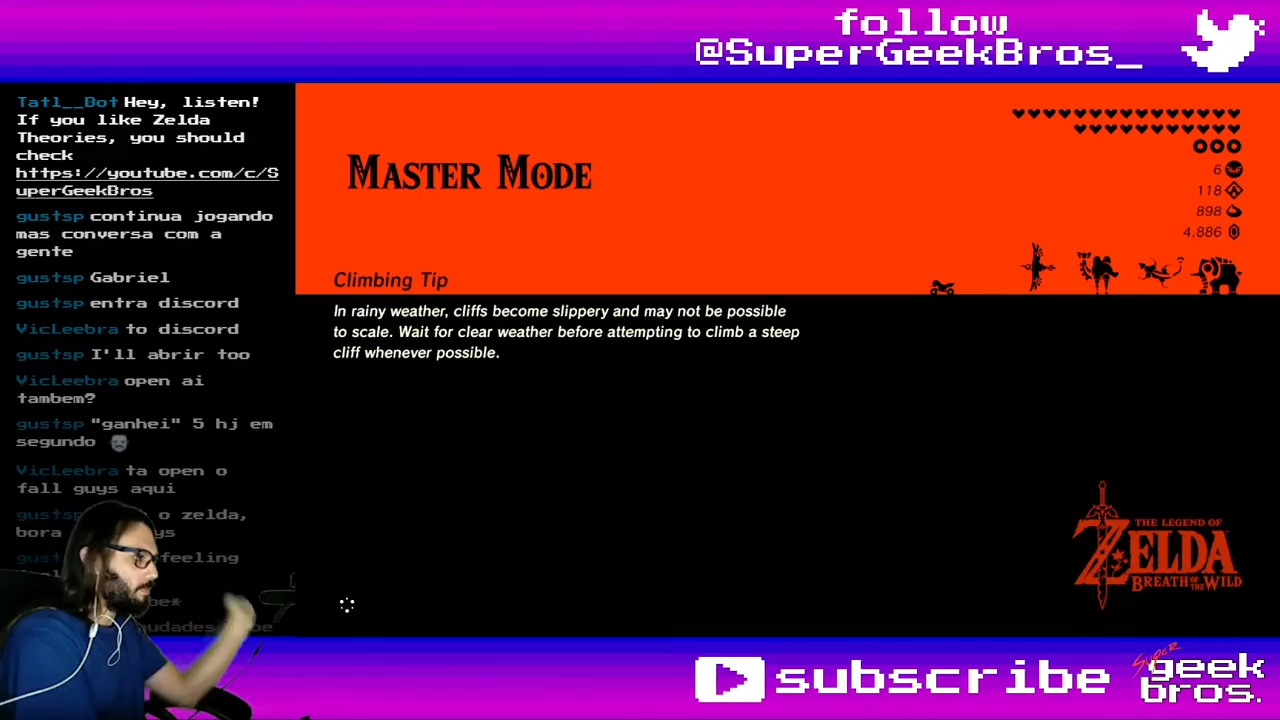 follow
@SuperGeekBros_
Tatl__Bot Hey, listen!
If you like Zelda
Theories, you should
check
https://youtube.com/c/S
uperGeekBros
gustsp continua jogando
mas conversa com a
gente
gustsp Gabriel
gustsp entra discord
VicLeebra to discord
gustsp I'll abrir too
VicLeebra open ai
tambem?
gustsp "ganhei" 5 hj em
segundo
VicLeebra ta open o
fall guys aqui
gustsp o zelda,
bora
feeling
be*
MASTER MODE
6
118
898
4,886
Climbing Tip
In rainy weather, cliffs become slippery and may not be possible
to scale. Wait for clear weather before attempting to climb a steep
cliff whenever possible.
THE LEGEND OF
ZELDA
BREATH OF THE WILD
subscribe
SUPER
geek
bros.